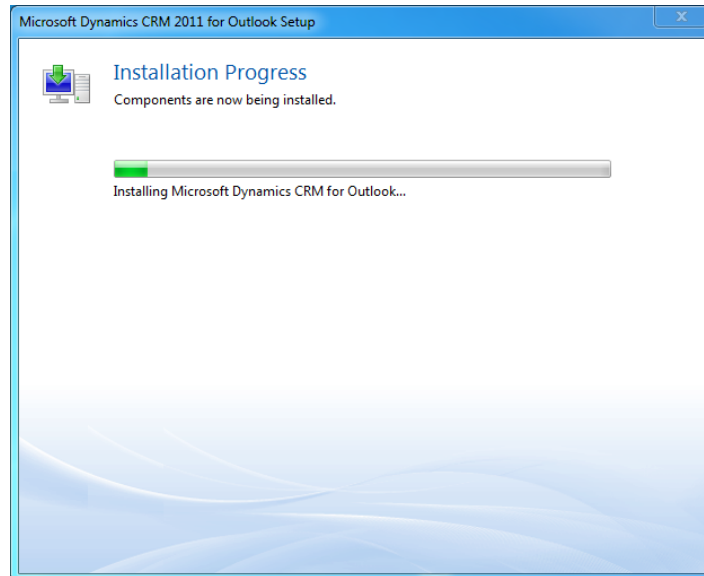 Microsoft Dynamics CRM 2011 for Outlook Setup
Installation Progress
Components are now being installed.
Installing Microsoft Dynamics CRM for Outlook...